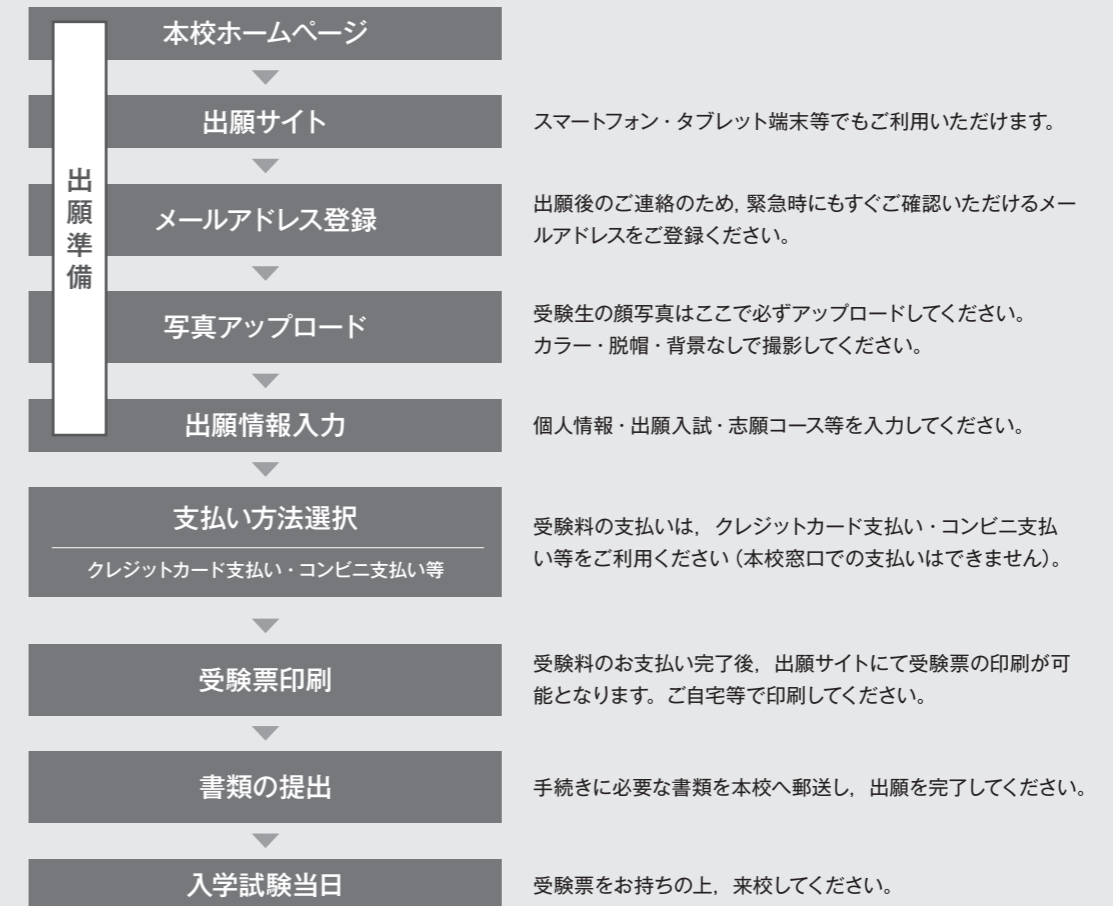 出願準備
本校ホームページ
出願サイト
スマートフォン・タブレット端末等でもご利用いただけます。
メールアドレス登録
出願後のご連絡のため,緊急時にもすぐご確認いただけるメー
ルアドレスをご登録ください。
写真アップロード
受験生の顔写真はここで必ずアップロードしてください。
カラー・脱帽・背景なしで撮影してください。
出願情報入力
個人情報・出願入試・志願コース等を入力してください。
支払い方法選択
クレジットカード支払い・コンビニ支払い等
受験料の支払いは,クレジットカード支払い・コンビニ支払
い等をご利用ください(本校窓口での支払いはできません)。
受験票印刷
受験料のお支払い完了後,出願サイトにて受験票の印刷が可
能となります。ご自宅等で印刷してください。
書類の提出
手続きに必要な書類を本校へ郵送し,出願を完了してください。
入学試験当日
受験票をお持ちの上,来校してください。